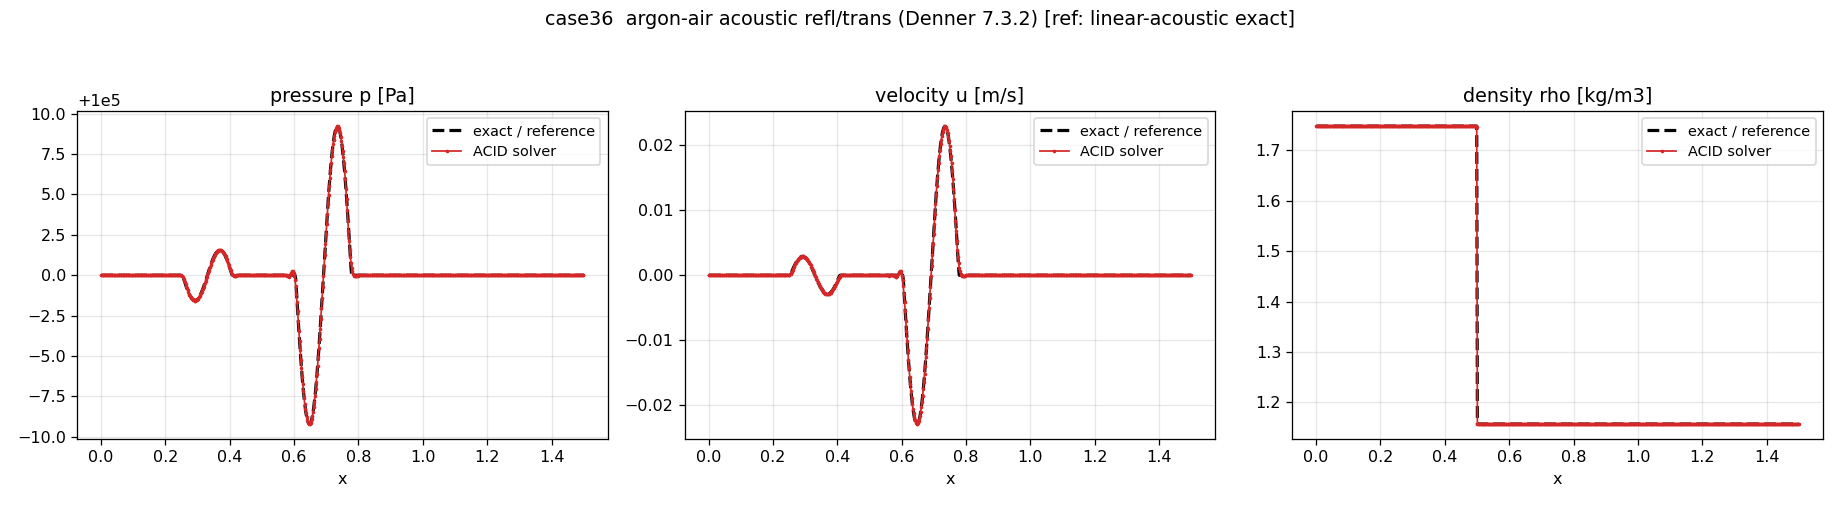 case36  argon-air acoustic refl/trans (Denner 7.3.2) [ref: linear-acoustic exact]
pressure p [Pa]
+1e5
10.0
7.5
5.0
2.5
0.0
−2.5
−5.0
−7.5
−10.0
exact / reference
ACID solver
0.0 0.2 0.4 0.6 0.8 1.0 1.2 1.4
x
velocity u [m/s]
0.02
0.01
0.00
−0.01
−0.02
exact / reference
ACID solver
0.0 0.2 0.4 0.6 0.8 1.0 1.2 1.4
x
density rho [kg/m3]
1.7
1.6
1.5
1.4
1.3
1.2
exact / reference
ACID solver
0.0 0.2 0.4 0.6 0.8 1.0 1.2 1.4
x